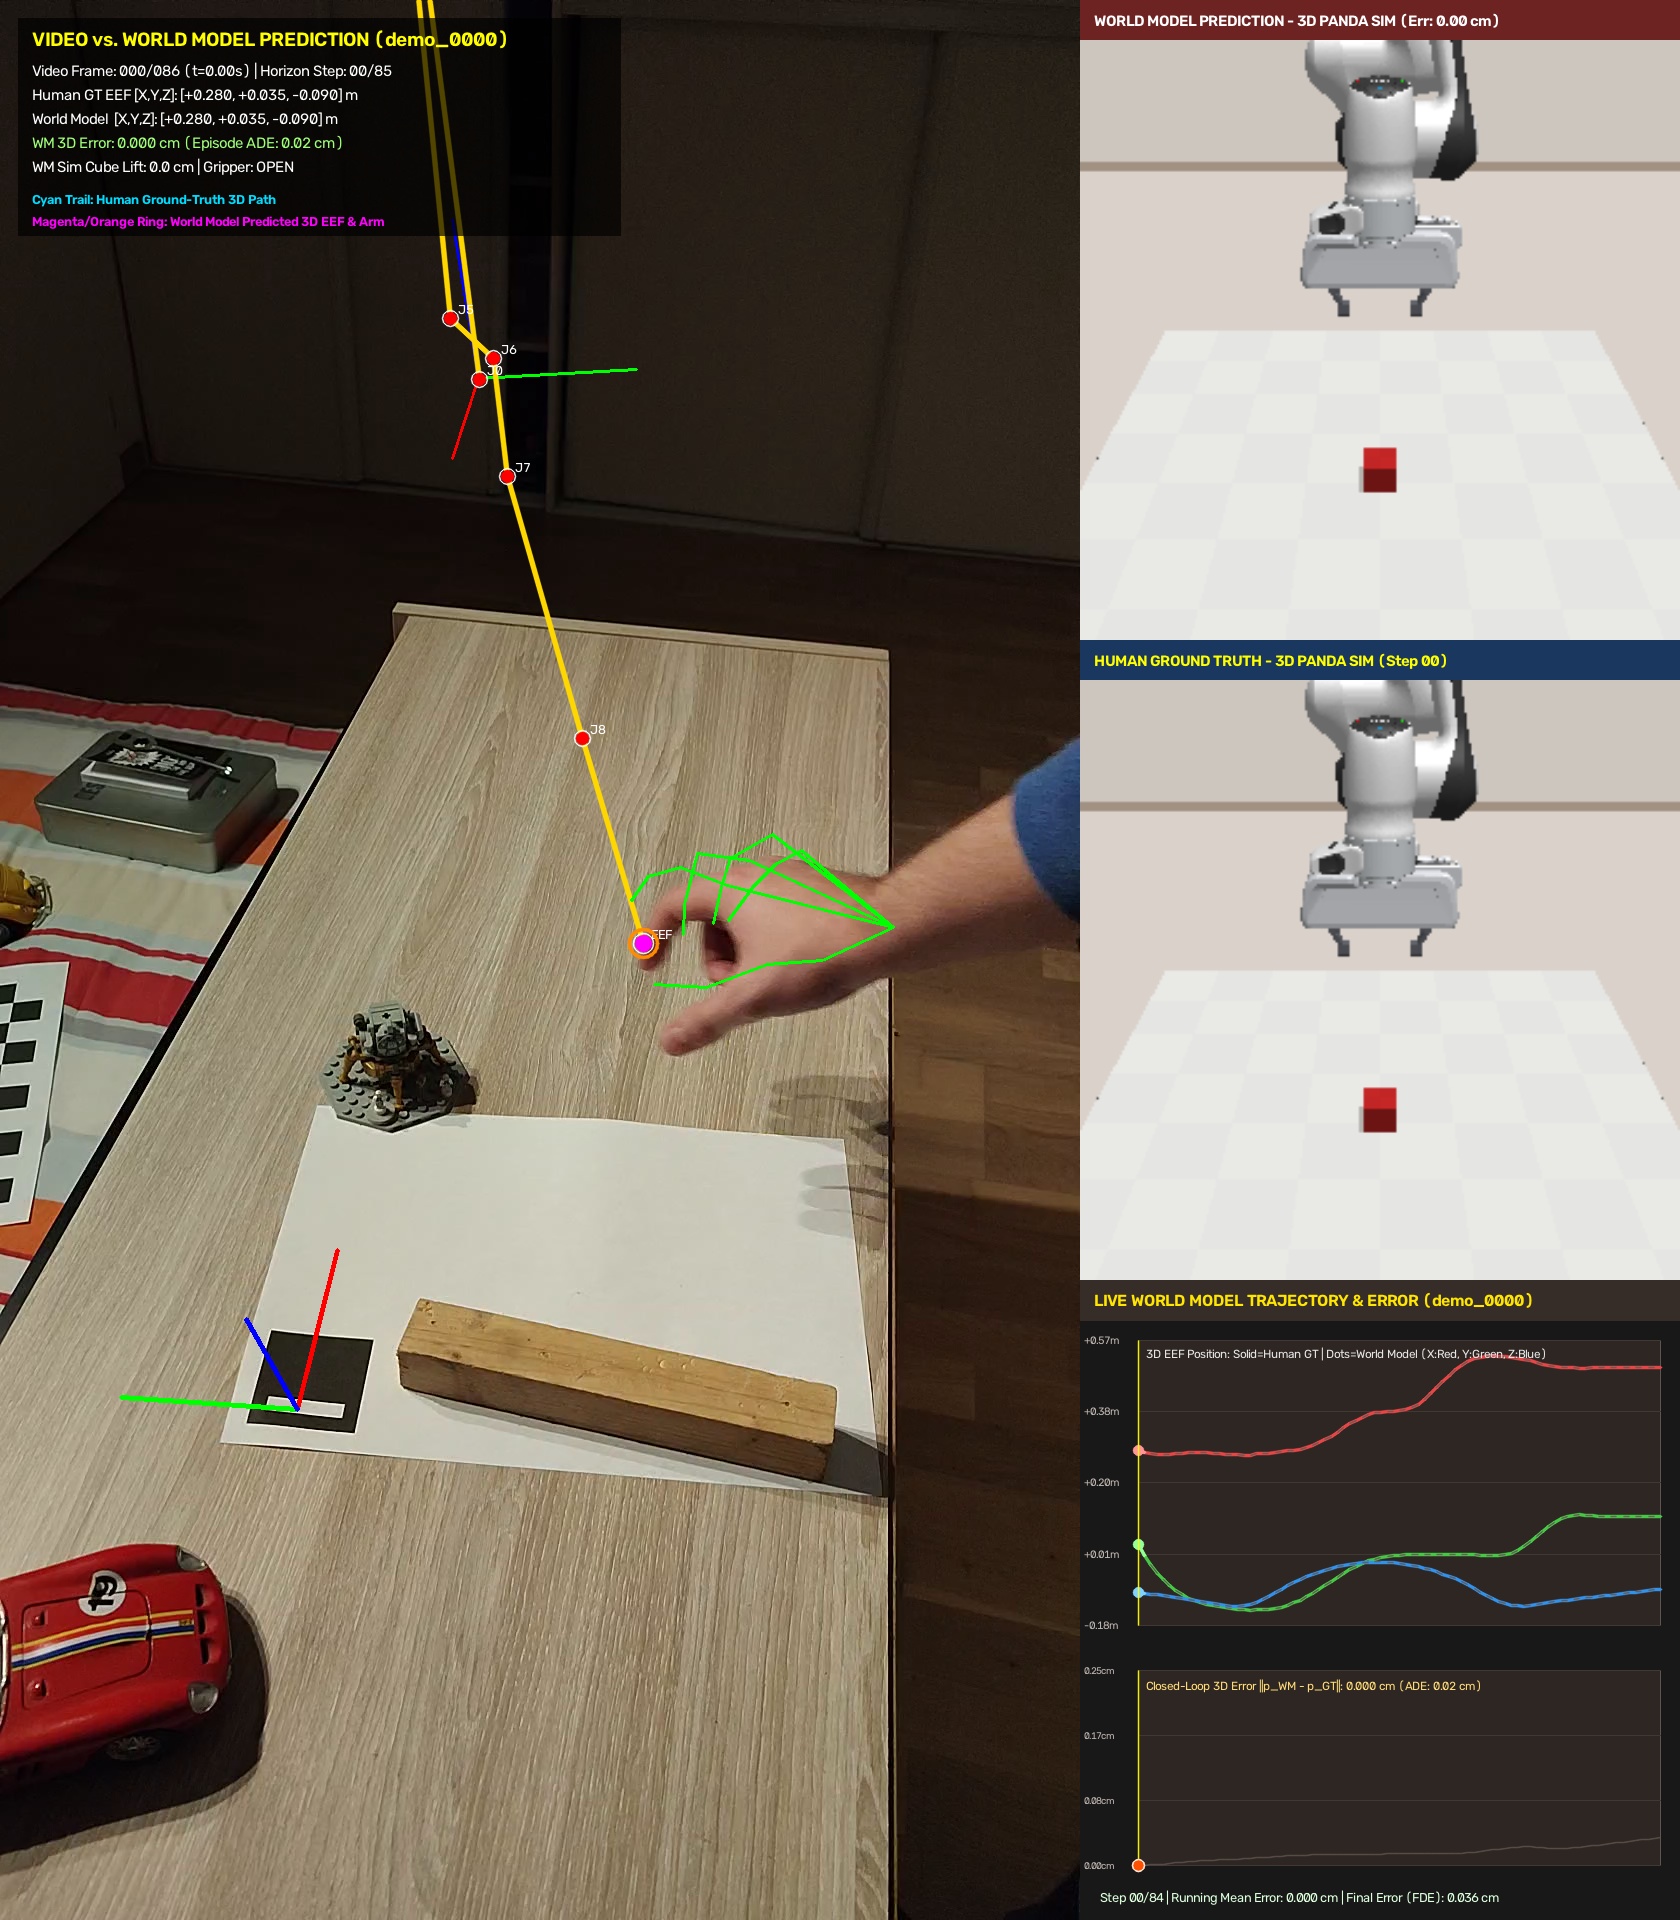 VIDEO vs. WORLD MODEL PREDICTION (demo_0000)
Video Frame: 000/086 (t=0.00s) | Horizon Step: 00/85
Human GT EEF [X,Y,Z]: [+0.280, +0.035, -0.090] m
World Model [X,Y,Z]: [+0.280, +0.035, -0.090] m
WM 3D Error: 0.000 cm (Episode ADE: 0.02 cm)
WM Sim Cube Lift: 0.0 cm | Gripper: OPEN
Cyan Trail: Human Ground-Truth 3D Path
Magenta/Orange Ring: World Model Predicted 3D EEF & Arm
J5
J6
J0
J7
J8
EEF
WORLD MODEL PREDICTION - 3D PANDA SIM (Err: 0.00 cm)
HUMAN GROUND TRUTH - 3D PANDA SIM (Step 00)
LIVE WORLD MODEL TRAJECTORY & ERROR (demo_0000)
+0.57m
3D EEF Position: Solid=Human GT | Dots=World Model (X:Red, Y:Green, Z:Blue)
+0.38m
+0.20m
+0.01m
-0.18m
0.25cm
Closed-Loop 3D Error ||p_WM - p_GT||: 0.000 cm (ADE: 0.02 cm)
0.17cm
0.08cm
0.00cm
Step 00/84 | Running Mean Error: 0.000 cm | Final Error (FDE): 0.036 cm